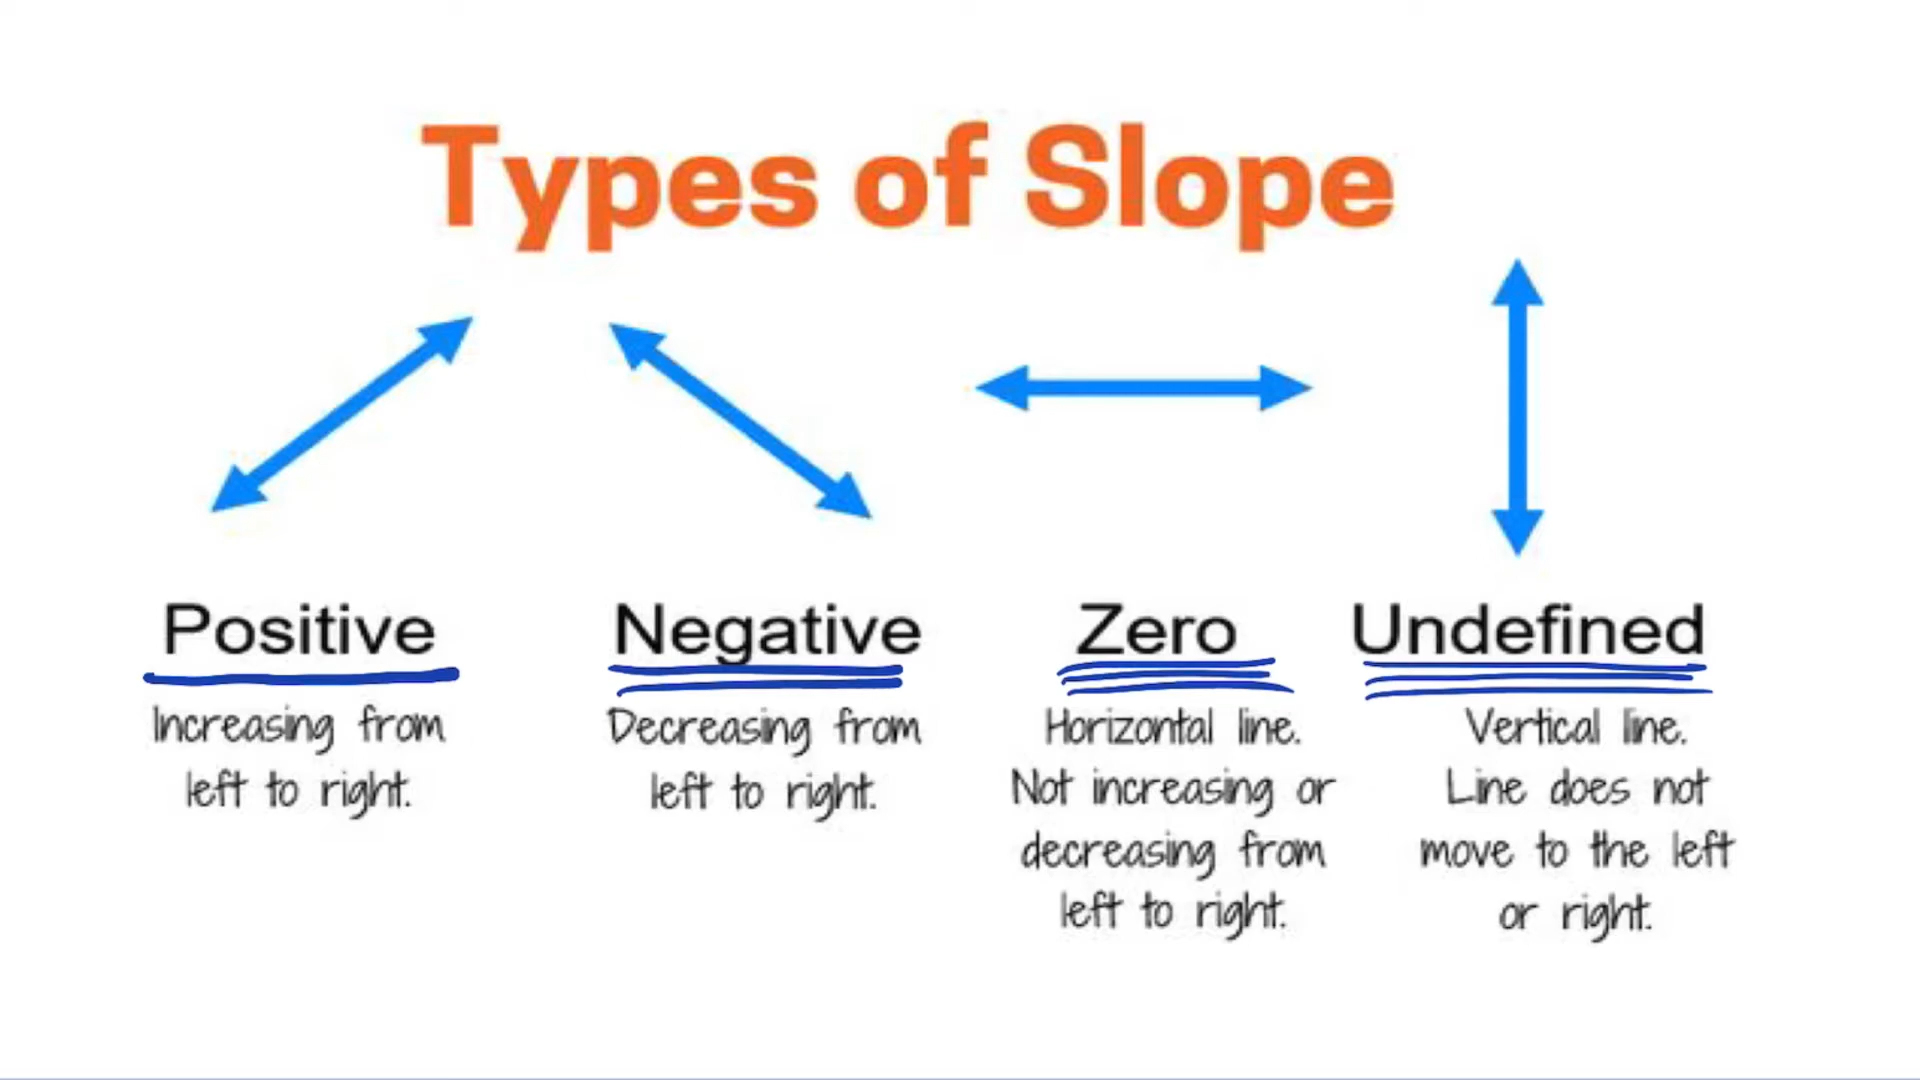 Types of Slope
Positive
Increasing from
left to right.
Negative
Decreasing from
left to right.
Zero
Horizontal line.
Not increasing or
decreasing from
left to right.
Undefined
Vertical line.
Line does not
move to the left
or right.